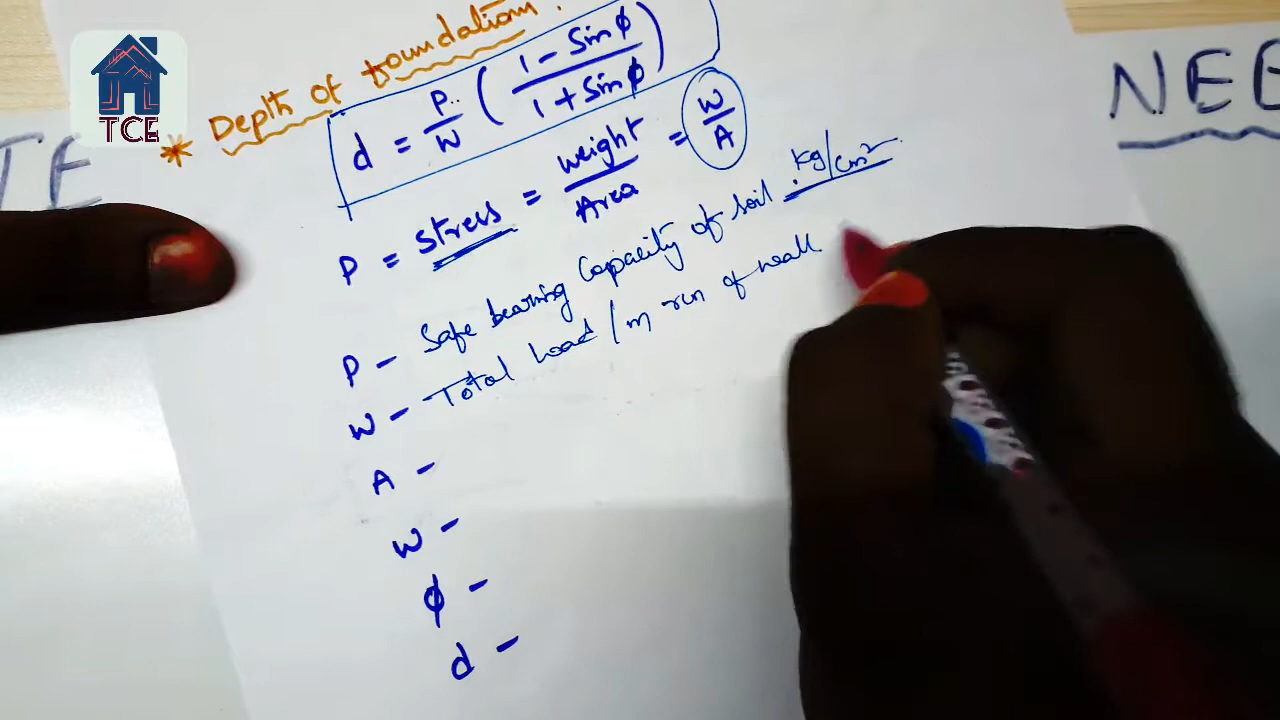 TCE
* Depth of foundation.
d = P/W ( 1 - Sin φ / 1 + Sin φ )
P = stress = weight / Area = W / A
P - Safe bearing Capacity of soil . kg/cm²
W - Total Load / m run of wall
A -
W -
φ -
d -
NEE
TE